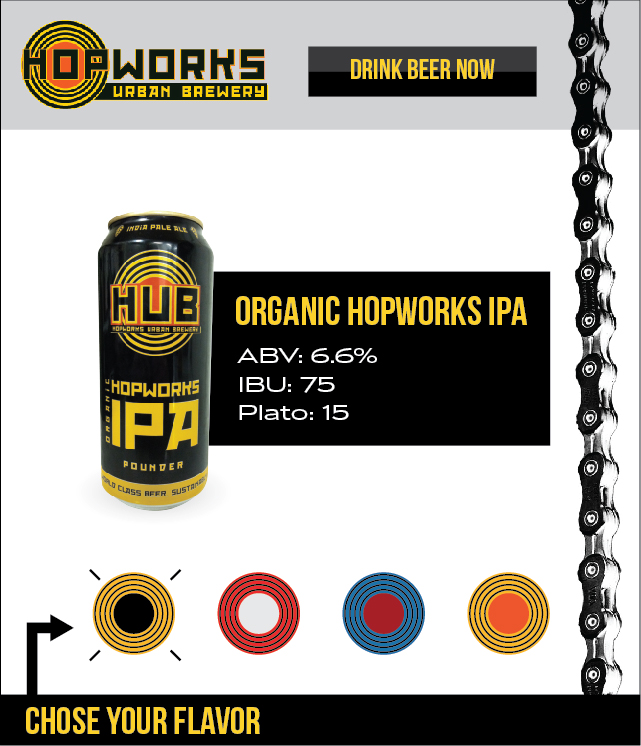 HOPWORKS
URBAN BREWERY
DRINK BEER NOW
INDIA PALE ALE
HUB
HOPWORKS URBAN BREWERY
ORGANIC
HOPWORKS
IPA
POUNDER
WORLD CLASS BEER SUSTAINA
ORGANIC HOPWORKS IPA
ABV: 6.6%
IBU: 75
Plato: 15
CHOSE YOUR FLAVOR